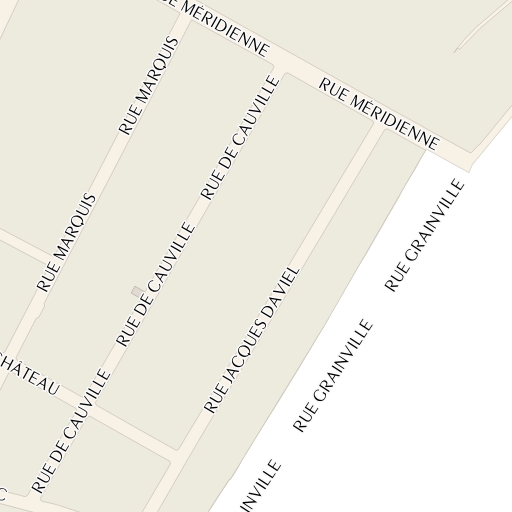 RUE MÉRIDIENNE
RUE MARQUIS
RUE DE CAUVILLE
RUE MÉRIDIENNE
RUE MARQUIS
RUE DE CAUVILLE
RUE GRAINVILLE
RUE JACQUES DAVIEL
CHÂTEAU
RUE DE CAUVILLE
RUE GRAINVILLE
INVILLE
C